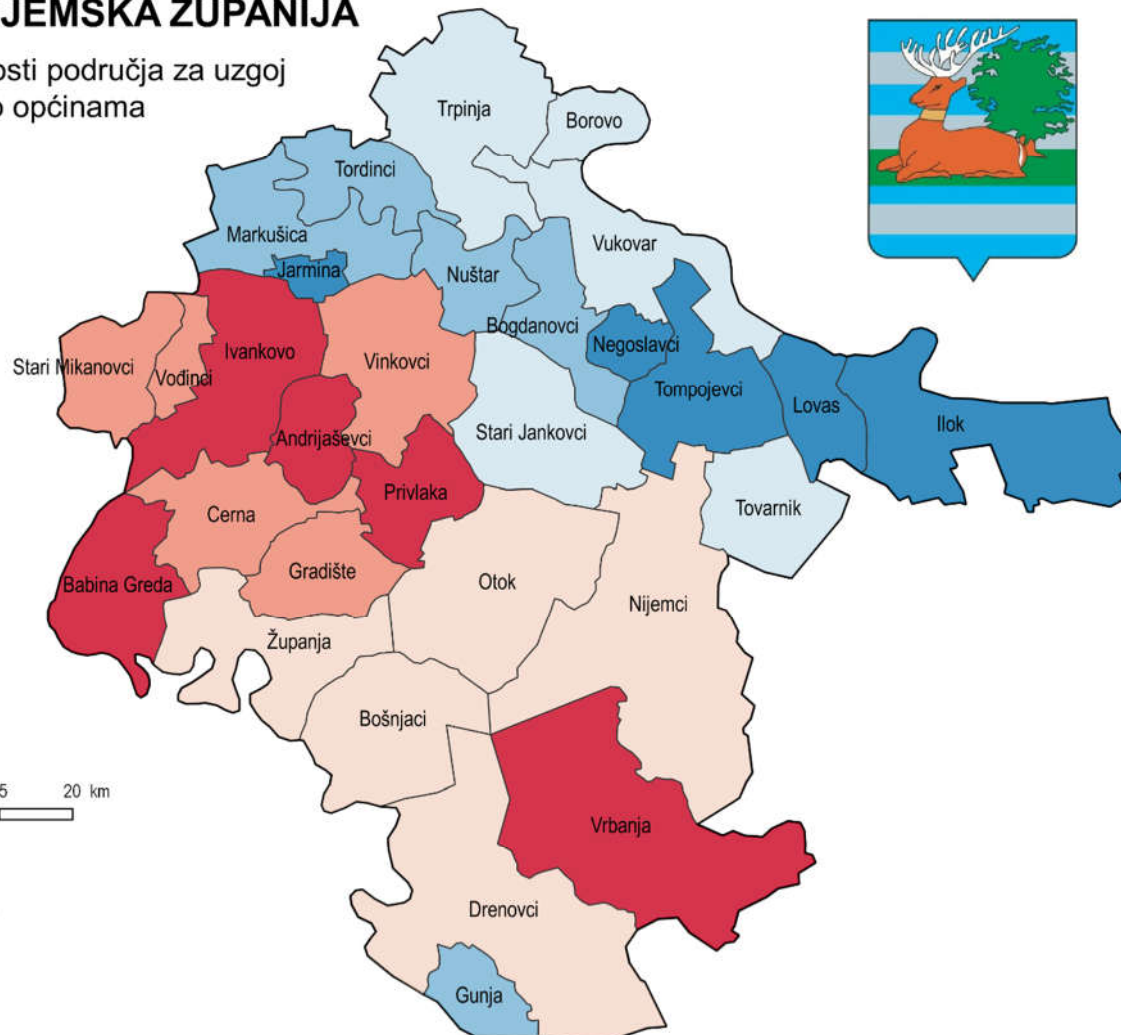 JEMSKA ŽUPANIJA
osti područja za uzgoj
o općinama
Trpinja
Borovo
Tordinci
Markušica
Vukovar
Jarmina
Nuštar
Bogdanovci
Negoslavci
Ivankovo
Vinkovci
Stari Mikanovci
Vođinci
Tompojevci
Lovas
Ilok
Andrijaševci
Stari Jankovci
Privlaka
Cerna
Tovarnik
Gradište
Babina Greda
Otok
Nijemci
Županja
Bošnjaci
5 20 km
Vrbanja
Drenovci
Gunja